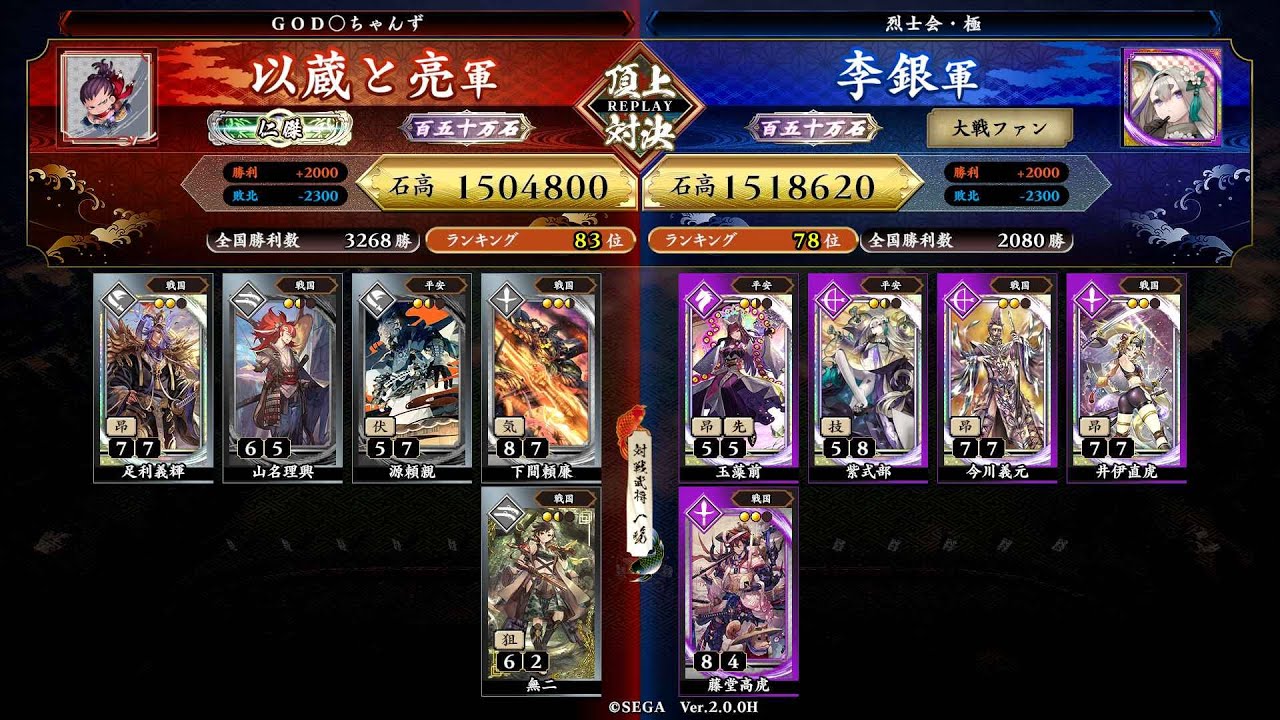 GOD〇ちゃんず
烈士会・極
以蔵と亮軍
頂上
REPLAY
対決
李銀軍
仁傑
百五十万石
百五十万石
大戦ファン
勝利 +2000
敗北 -2300
石高 1504800
石高 1518620
勝利 +2000
敗北 -2300
全国勝利数 3268勝
ランキング 83位
ランキング 78位
全国勝利数 2080勝
戦国
昂
7 7
足利義輝
戦国
6 5
山名理興
平安
伏
5 7
源頼親
戦国
気
8 7
下間頼廉
平安
昂 先
5 5
玉藻前
平安
技
5 8
紫式部
戦国
昂
7 7
今川義元
戦国
昂
7 7
井伊直虎
対戦武将一覧
戦国
狙
6 2
無二
戦国
8 4
藤堂高虎
©SEGA Ver.2.0.0H